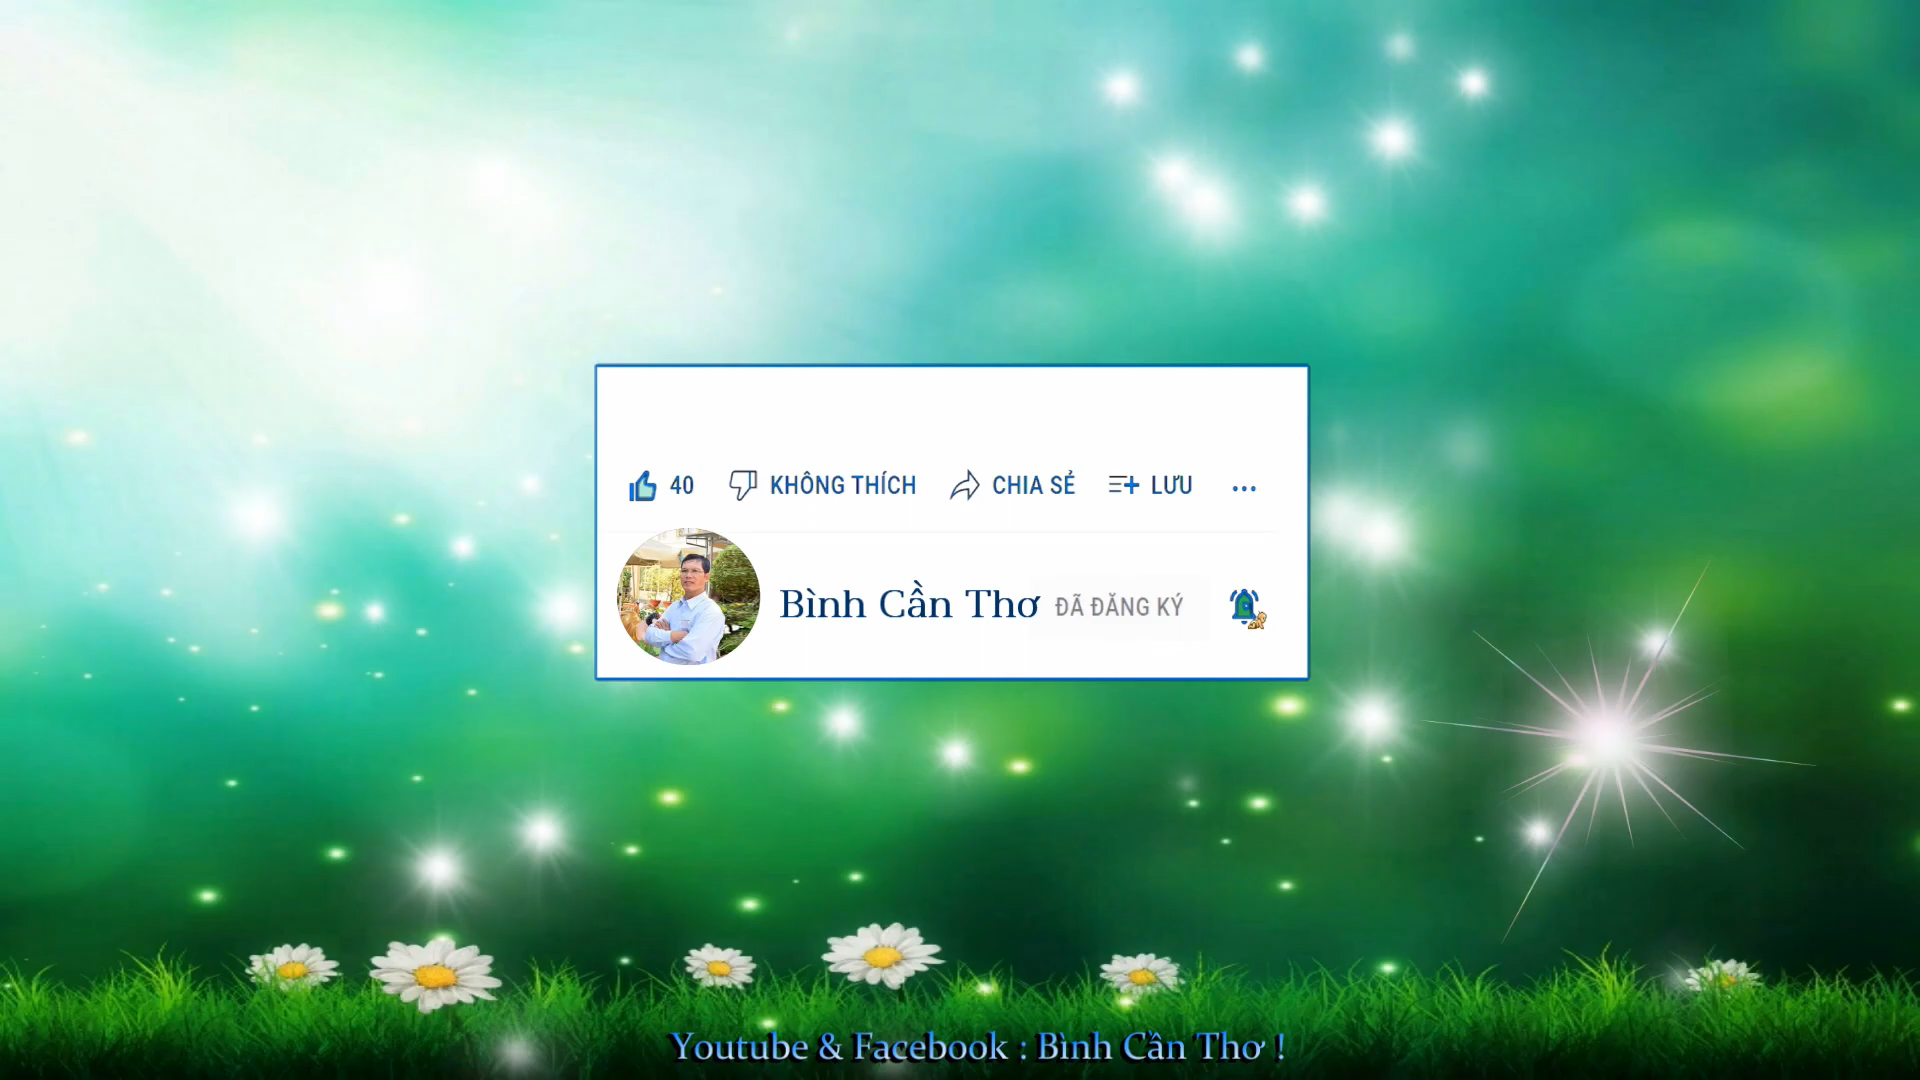 40 KHÔNG THÍCH CHIA SẺ LƯU ...
Bình Cần Thơ ĐÃ ĐĂNG KÝ
Youtube & Facebook : Bình Cần Thơ !